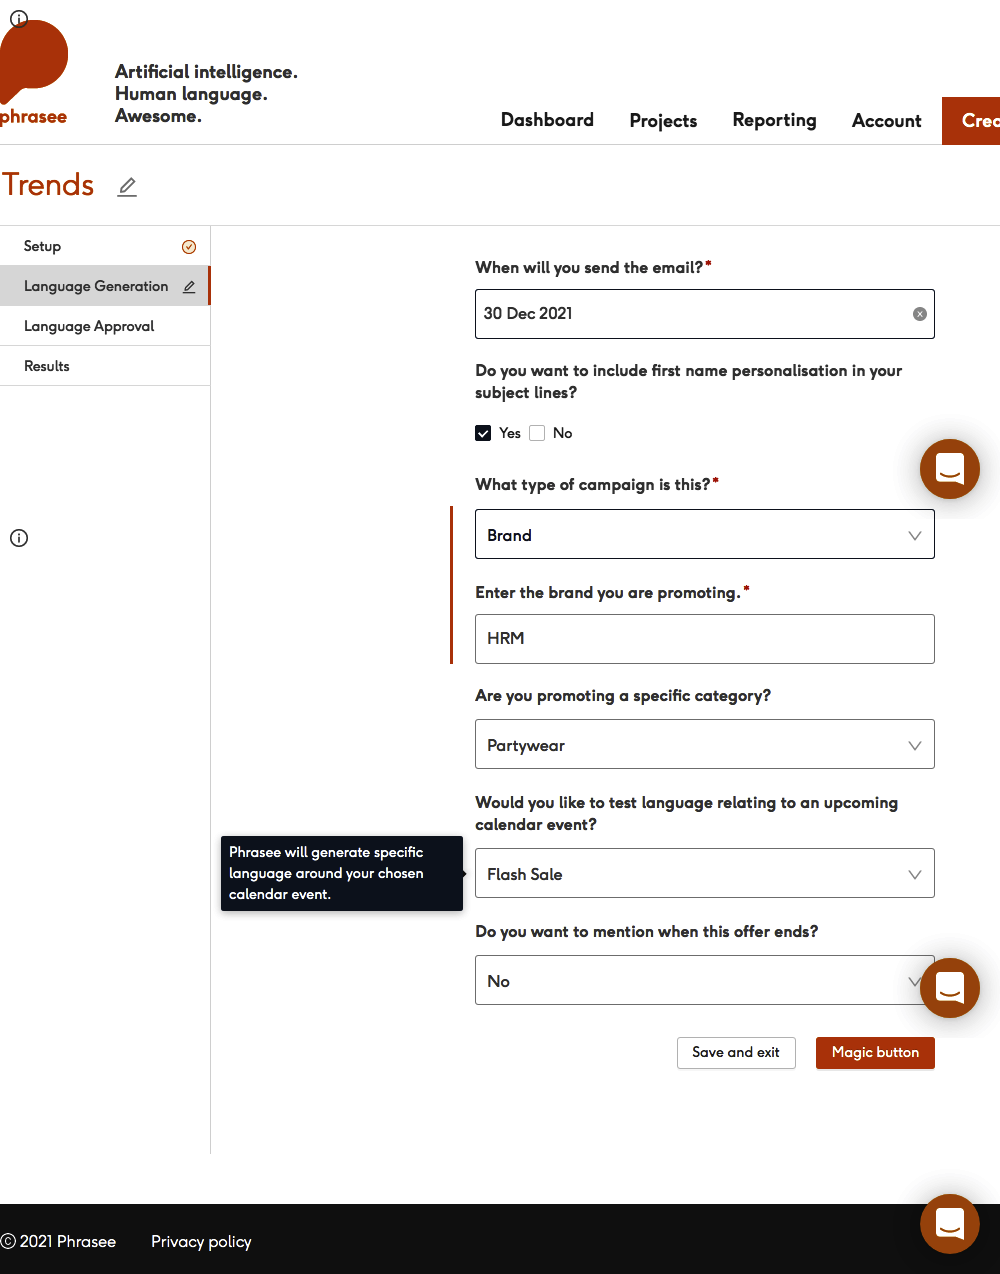 phrasee
Artificial intelligence.
Human language.
Awesome.
Dashboard
Projects
Reporting
Account
Trends
Setup
Language Generation
Language Approval
Results
When will you send the email?*
30 Dec 2021
Do you want to include first name personalisation in your
subject lines?
Yes
No
What type of campaign is this?*
Brand
Enter the brand you are promoting.*
HRM
Are you promoting a specific category?
Partywear
Would you like to test language relating to an upcoming
calendar event?
Phrasee will generate specific
language around your chosen
calendar event.
Flash Sale
Do you want to mention when this offer ends?
No
Save and exit
Magic button
© 2021 Phrasee
Privacy policy